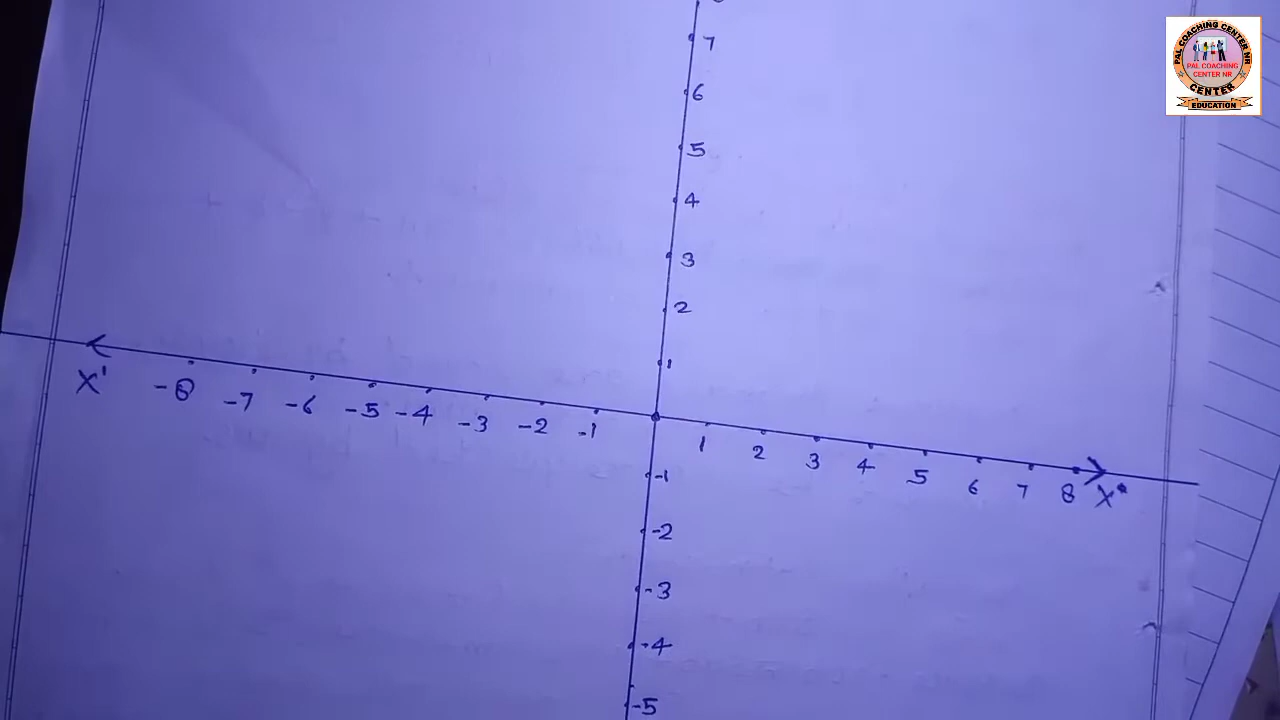 7
6
5
4
3
2
1
X' -8 -7 -6 -5 -4 -3 -2 -1
1 2 3 4 5 6 7 8 X
-1
-2
-3
-4
-5
PAL COACHING CENTER NR
PAL COACHING
CENTER NR
CENTER
EDUCATION